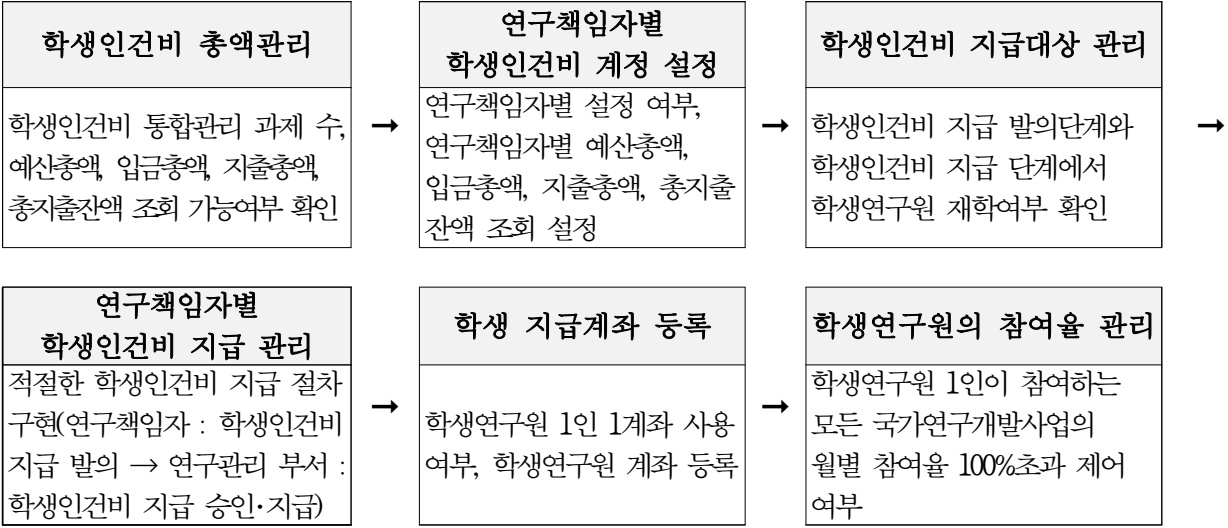 학생인건비 총액관리
학생인건비 통합관리 과제 수,
예산총액, 입금총액, 지출총액,
총지출잔액 조회 가능여부 확인
→
연구책임자별
학생인건비 계정 설정
연구책임자별 설정 여부,
연구책임자별 예산총액,
입금총액, 지출총액, 총지출
잔액 조회 설정
→
학생인건비 지급대상 관리
학생인건비 지급 발의단계와
학생인건비 지급 단계에서
학생연구원 재학여부 확인
→
연구책임자별
학생인건비 지급 관리
적절한 학생인건비 지급 절차
구현(연구책임자 : 학생인건비
지급 발의 → 연구관리 부서 :
학생인건비 지급 승인·지급)
→
학생 지급계좌 등록
학생연구원 1인 1계좌 사용
여부, 학생연구원 계좌 등록
→
학생연구원의 참여율 관리
학생연구원 1인이 참여하는
모든 국가연구개발사업의
월별 참여율 100%초과 제어
여부